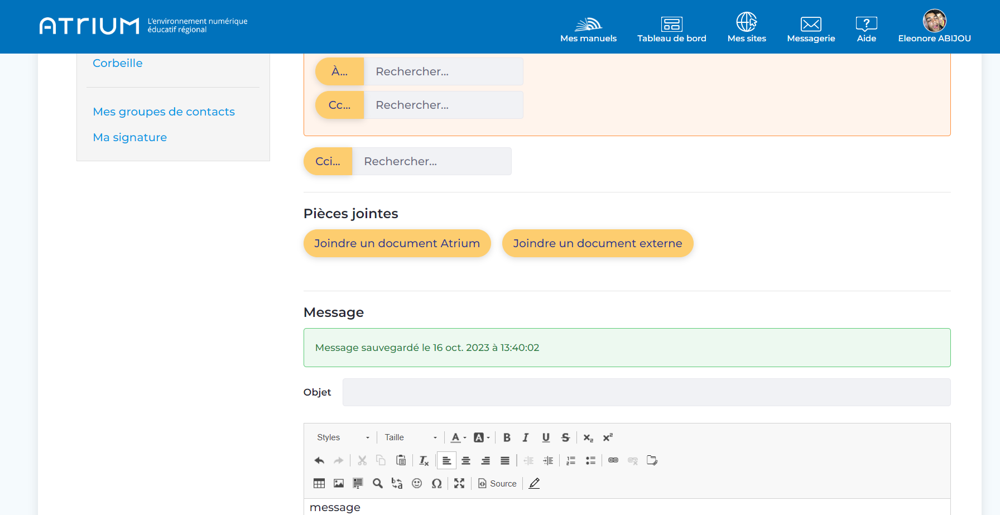 ATRIUM L'environnement numérique
éducatif régional
Mes manuels
Tableau de bord
Mes sites
Messagerie
Aide
Eleonore ABIJOU
Corbeille
Mes groupes de contacts
Ma signature
À... Rechercher...
Cc... Rechercher...
Cci... Rechercher...
Pièces jointes
Joindre un document Atrium
Joindre un document externe
Message
Message sauvegardé le 16 oct. 2023 à 13:40:02
Objet
Styles Taille
Source
message